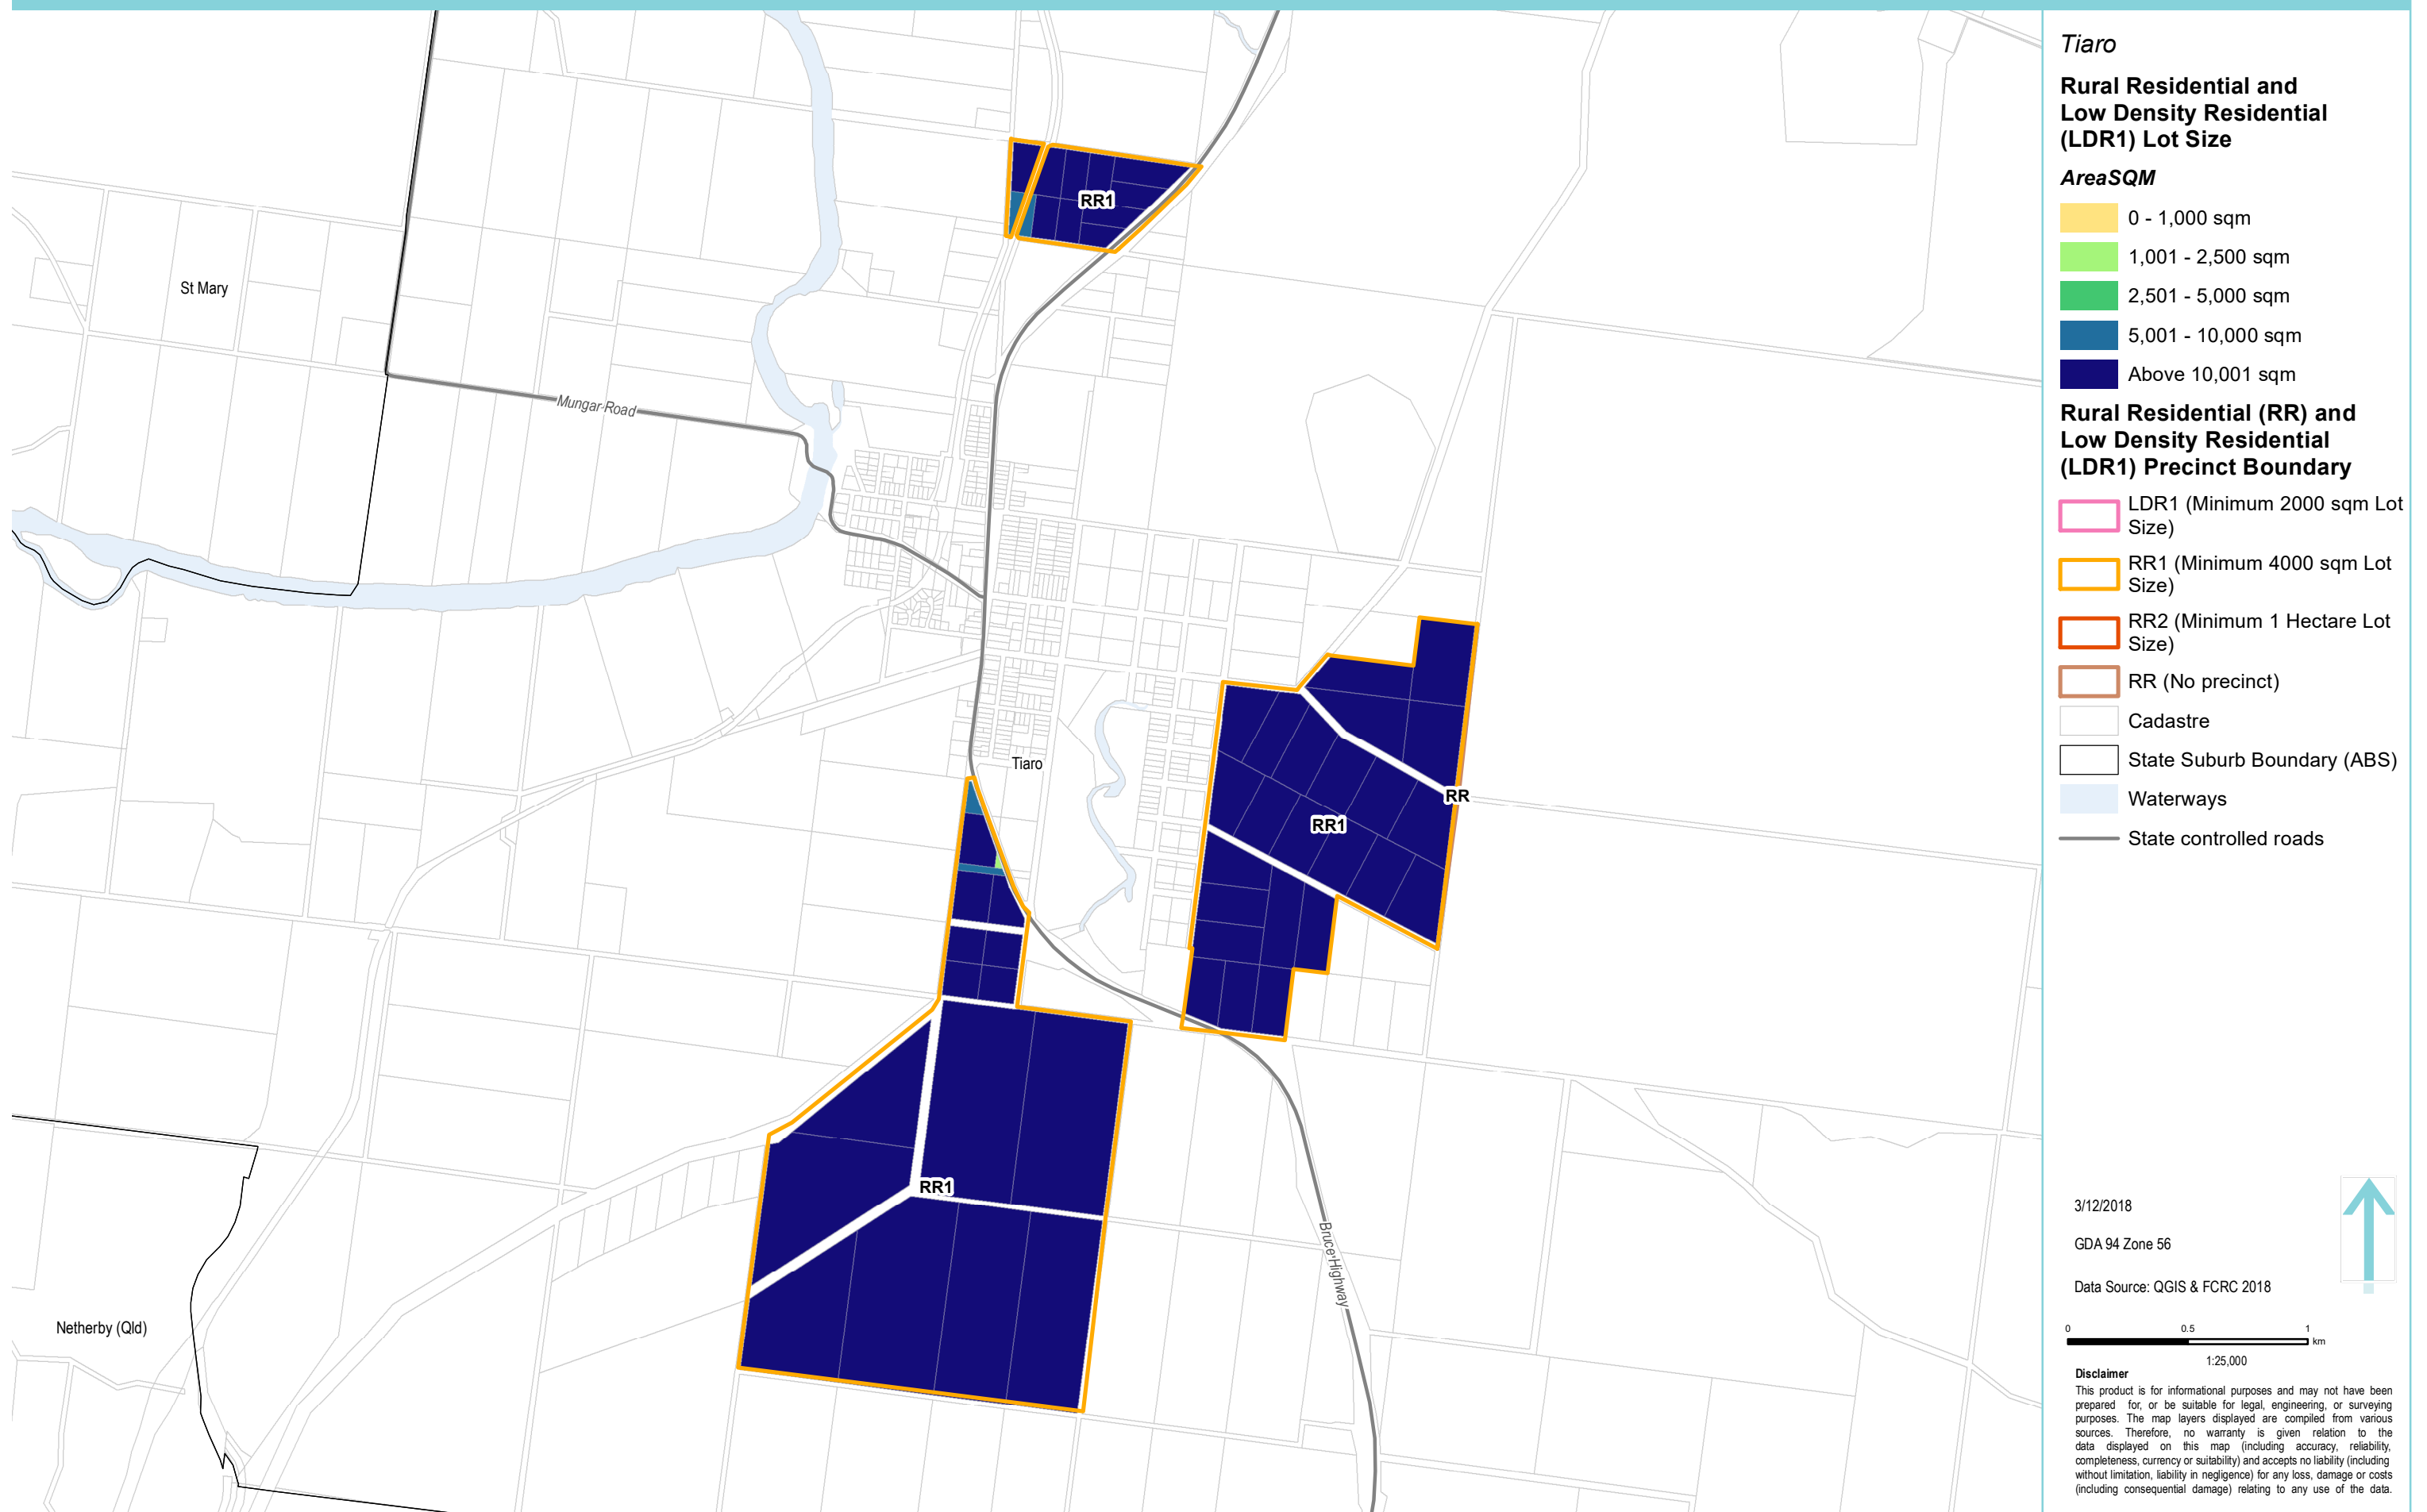 Tiaro
Rural Residential and
Low Density Residential
(LDR1) Lot Size
AreaSQM
0 - 1,000 sqm
1,001 - 2,500 sqm
2,501 - 5,000 sqm
5,001 - 10,000 sqm
Above 10,001 sqm
Rural Residential (RR) and
Low Density Residential
(LDR1) Precinct Boundary
LDR1 (Minimum 2000 sqm Lot
Size)
RR1 (Minimum 4000 sqm Lot
Size)
RR2 (Minimum 1 Hectare Lot
Size)
RR (No precinct)
Cadastre
State Suburb Boundary (ABS)
Waterways
State controlled roads
RR1
St Mary
Mungar Road
Tiaro
RR
RR1
RR1
Bruce Highway
Netherby (Qld)
3/12/2018
GDA 94 Zone 56
Data Source: QGIS & FCRC 2018
0 0.5 1
km
1:25,000
Disclaimer
This product is for informational purposes and may not have been
prepared for, or be suitable for legal, engineering, or surveying
purposes. The map layers displayed are compiled from various
sources. Therefore, no warranty is given relation to the
data displayed on this map (including accuracy, reliability,
completeness, currency or suitability) and accepts no liability (including
without limitation, liability in negligence) for any loss, damage or costs
(including consequential damage) relating to any use of the data.